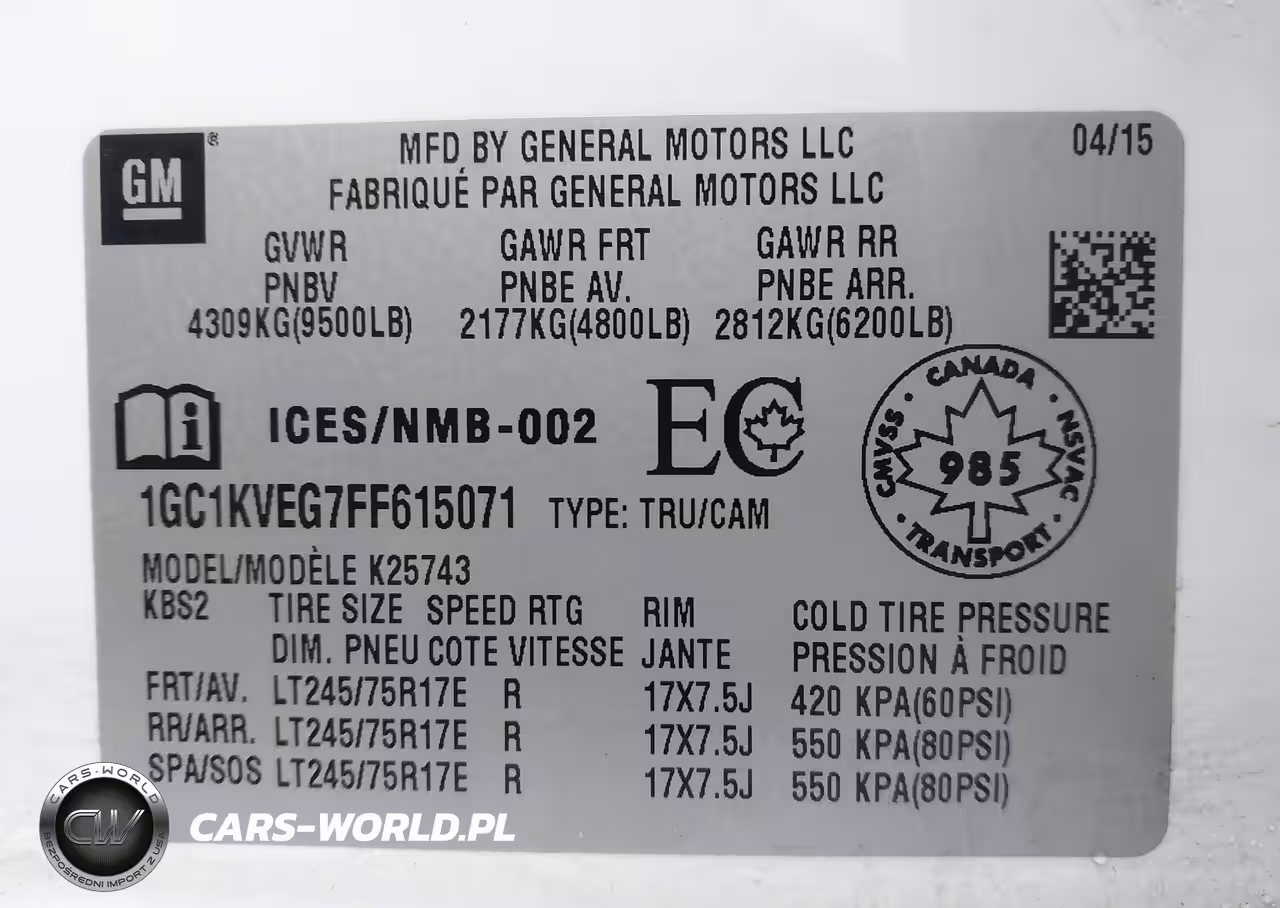 GM ®
MFD BY GENERAL MOTORS LLC
04/15
FABRIQUÉ PAR GENERAL MOTORS LLC
GVWR GAWR FRT GAWR RR
PNBV PNBE AV. PNBE ARR.
4309KG(9500LB) 2177KG(4800LB) 2812KG(6200LB)
i ICES/NMB-002 EC
CANADA · NSVAC · TRANSPORT · CMVSS ·
985
1GC1KVEG7FF615071 TYPE: TRU/CAM
MODEL/MODÈLE K25743
KBS2 TIRE SIZE SPEED RTG RIM COLD TIRE PRESSURE
DIM. PNEU COTE VITESSE JANTE PRESSION À FROID
FRT/AV. LT245/75R17E R 17X7.5J 420 KPA(60PSI)
RR/ARR. LT245/75R17E R 17X7.5J 550 KPA(80PSI)
SPA/SOS LT245/75R17E R 17X7.5J 550 KPA(80PSI)
CARS-WORLD
CW
BEZPOŚREDNI IMPORT Z USA
CARS-WORLD.PL